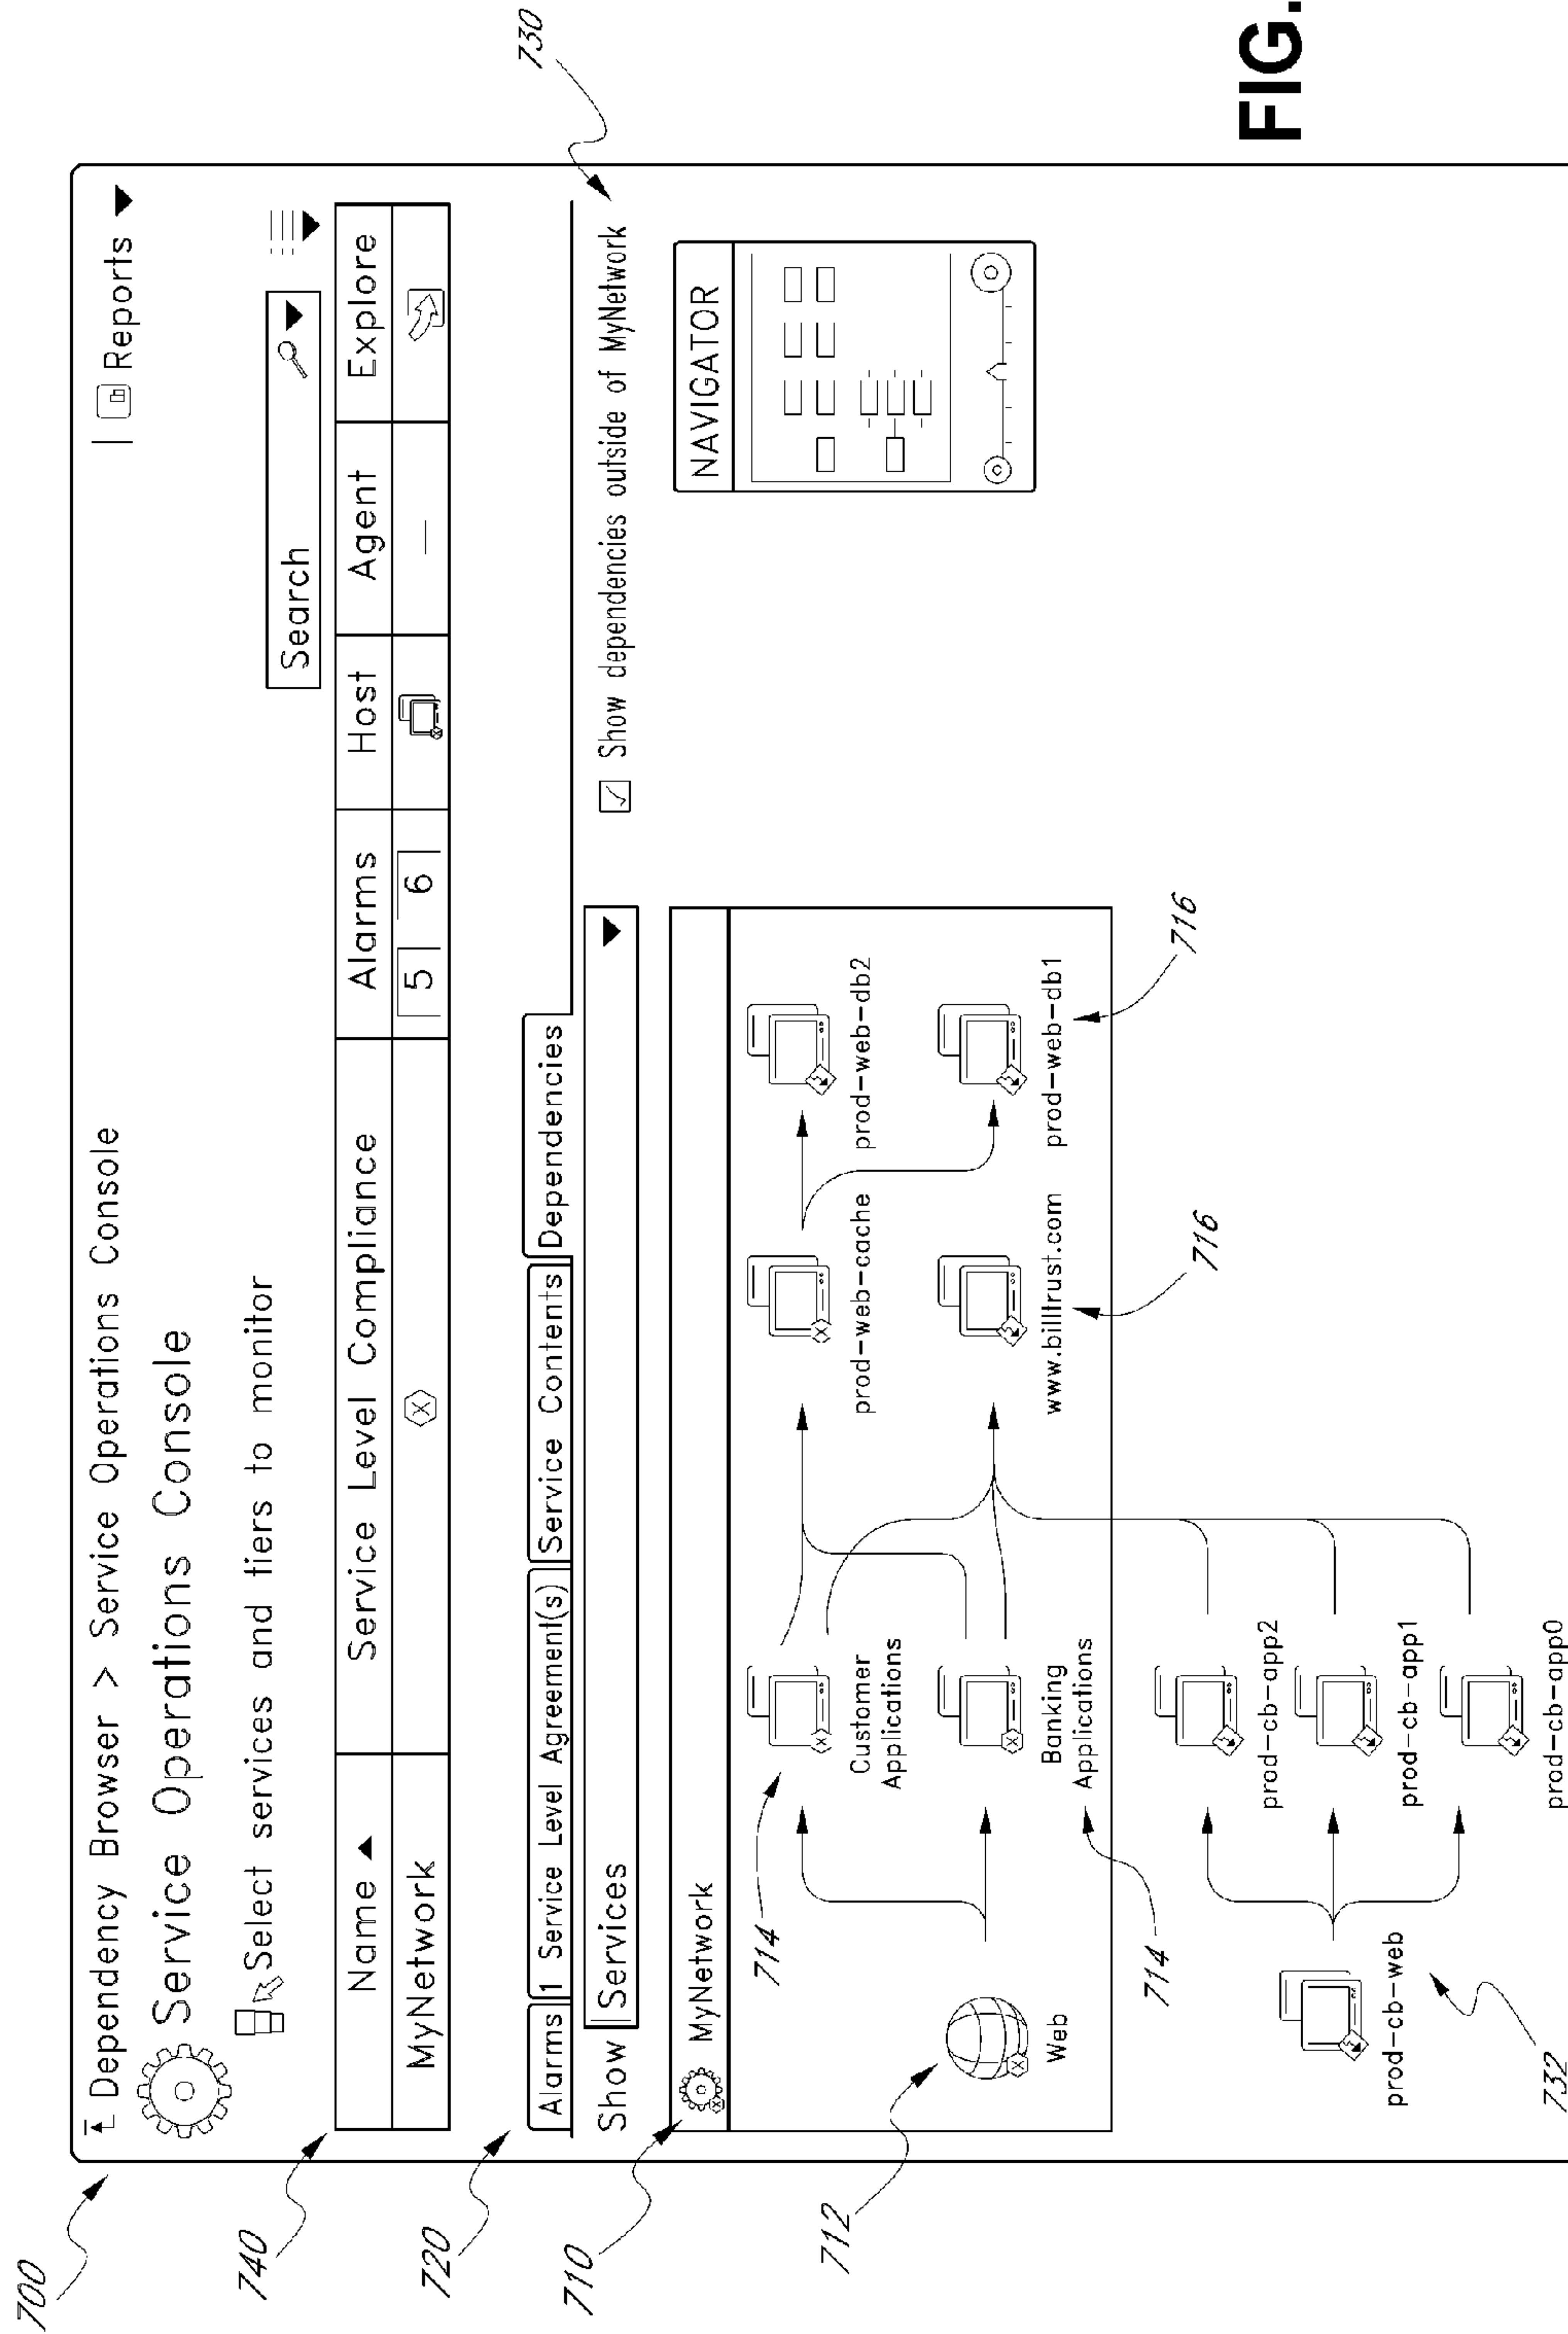 700
Dependency Browser > Service Operations Console
Reports
Service Operations Console
Select services and tiers to monitor
Search
740
Name Service Level Compliance Alarms Host Agent Explore
MyNetwork X 5 6 —
720
Alarms 1 Service Level Agreement(s) Service Contents Dependencies
Show Services
Show dependencies outside of MyNetwork
730
710
MyNetwork
NAVIGATOR
714
Customer
Applications
prod-web-cache
prod-web-db2
712
Web
Banking
Applications
www.billtrust.com
prod-web-db1
714
716
716
prod-cb-web
prod-cb-app2
prod-cb-app1
prod-cb-app0
732
FIG.